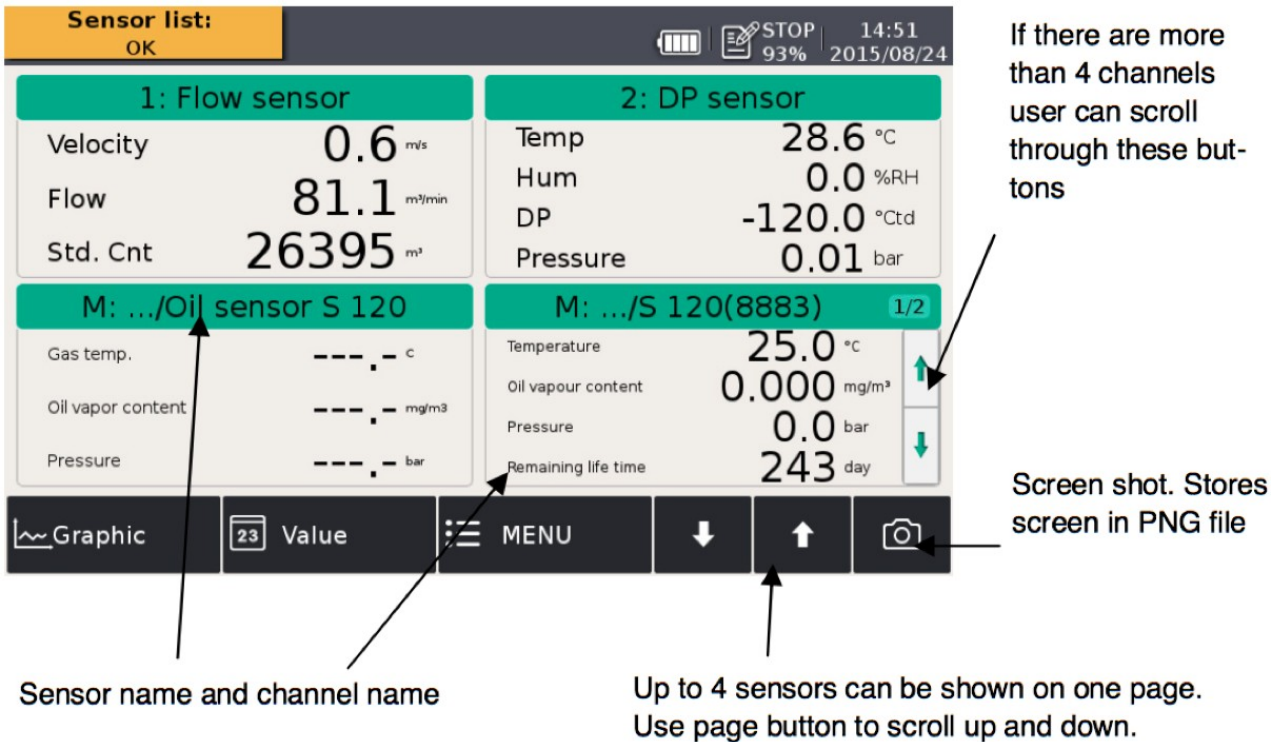 Sensor list:
OK
STOP
93%
14:51
2015/08/24
1: Flow sensor
Velocity 0.6 m/s
Flow 81.1 m³/min
Std. Cnt 26395 m³
2: DP sensor
Temp 28.6 °C
Hum 0.0 %RH
DP -120.0 °Ctd
Pressure 0.01 bar
M: .../Oil sensor S 120
Gas temp. ---.- C
Oil vapor content ---.- mg/m3
Pressure ---.- bar
M: .../S 120(8883) 1/2
Temperature 25.0 °C
Oil vapour content 0.000 mg/m³
Pressure 0.0 bar
Remaining life time 243 day
Graphic
23 Value
MENU
If there are more
than 4 channels
user can scroll
through these but-
tons
Screen shot. Stores
screen in PNG file
Sensor name and channel name
Up to 4 sensors can be shown on one page.
Use page button to scroll up and down.